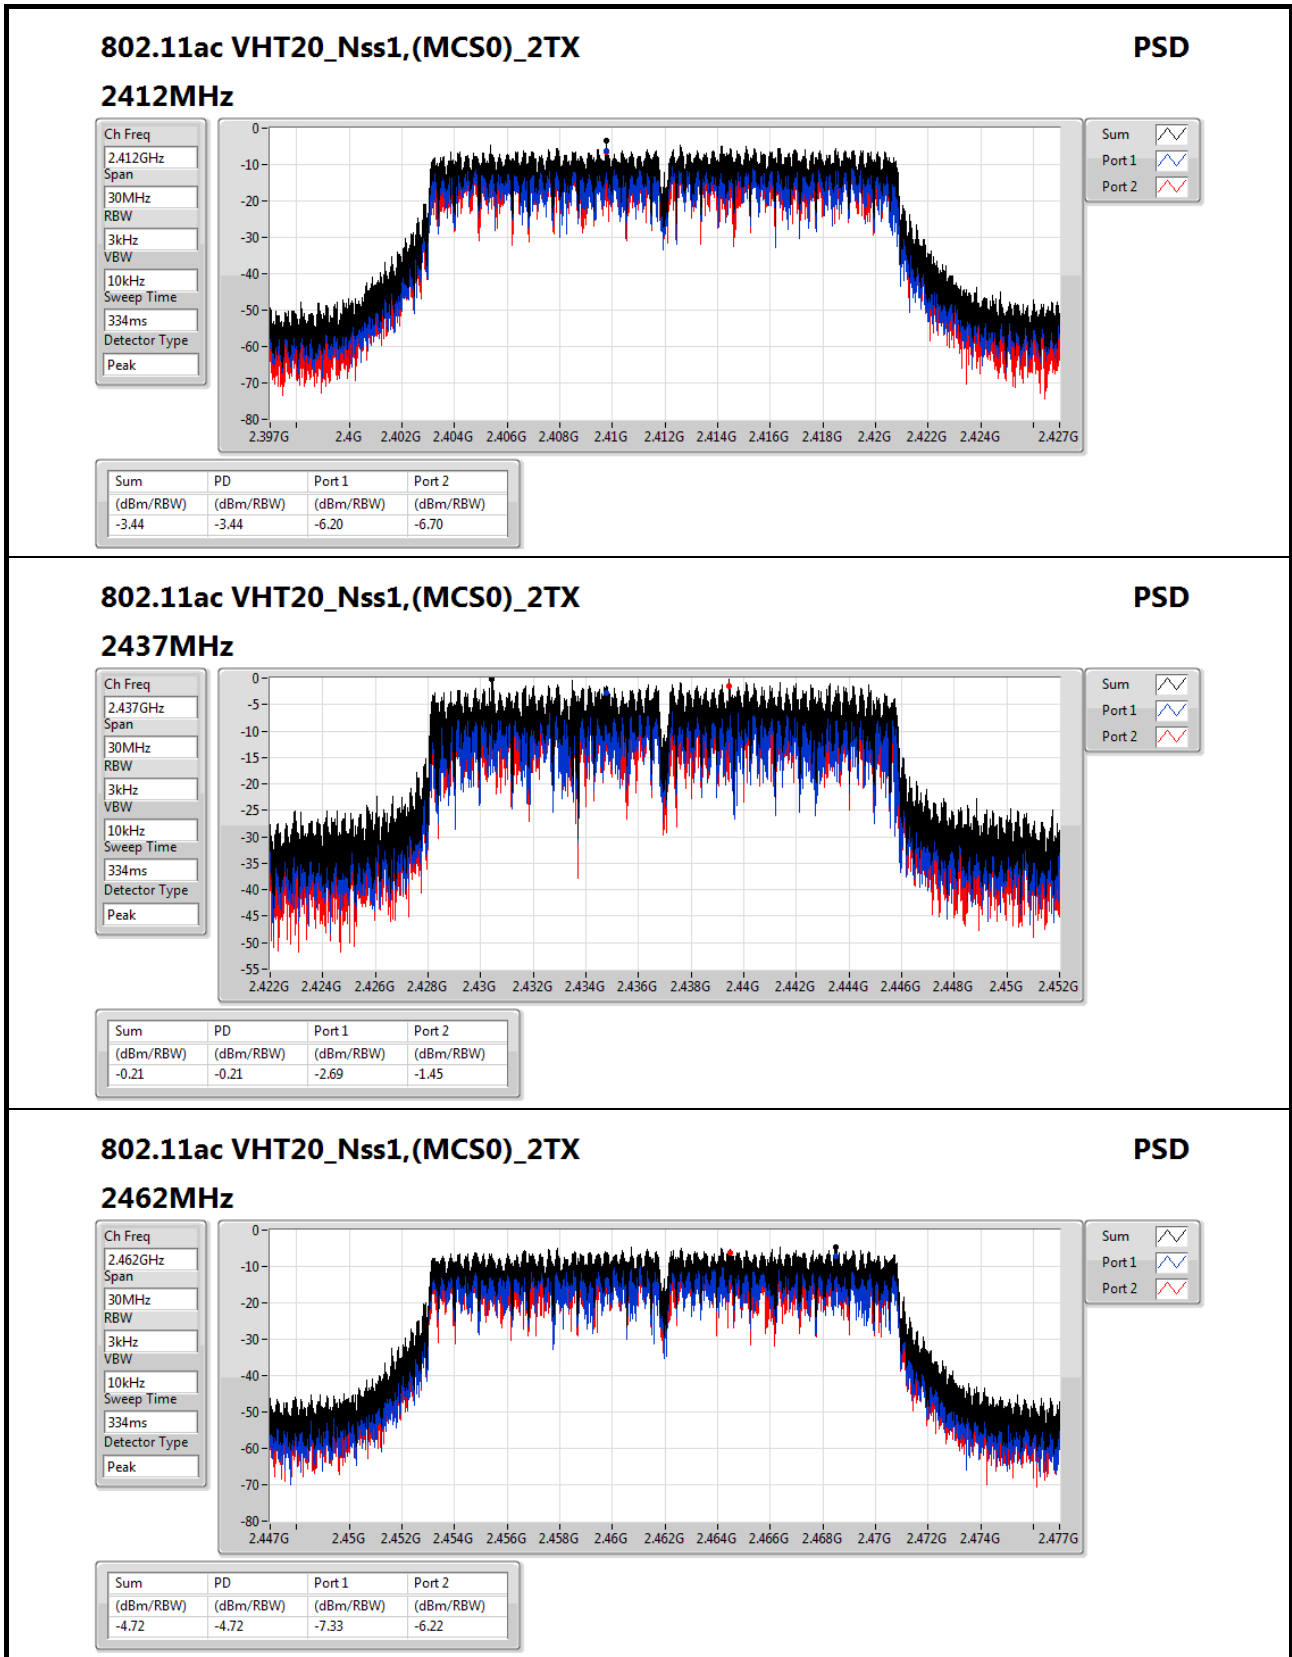 802.11ac VHT20_Nss1,(MCS0)_2TX PSD
2412MHz
Ch Freq
2.412GHz
Span
30MHz
RBW
3kHz
VBW
10kHz
Sweep Time
334ms
Detector Type
Peak
0
-10
-20
-30
-40
-50
-60
-70
-80
2.397G 2.4G 2.402G 2.404G 2.406G 2.408G 2.41G 2.412G 2.414G 2.416G 2.418G 2.42G 2.422G 2.424G 2.427G
Sum
Port 1
Port 2
Sum PD Port 1 Port 2
(dBm/RBW) (dBm/RBW) (dBm/RBW) (dBm/RBW)
-3.44 -3.44 -6.20 -6.70
802.11ac VHT20_Nss1,(MCS0)_2TX PSD
2437MHz
Ch Freq
2.437GHz
Span
30MHz
RBW
3kHz
VBW
10kHz
Sweep Time
334ms
Detector Type
Peak
0
-5
-10
-15
-20
-25
-30
-35
-40
-45
-50
-55
2.422G 2.424G 2.426G 2.428G 2.43G 2.432G 2.434G 2.436G 2.438G 2.44G 2.442G 2.444G 2.446G 2.448G 2.45G 2.452G
Sum
Port 1
Port 2
Sum PD Port 1 Port 2
(dBm/RBW) (dBm/RBW) (dBm/RBW) (dBm/RBW)
-0.21 -0.21 -2.69 -1.45
802.11ac VHT20_Nss1,(MCS0)_2TX PSD
2462MHz
Ch Freq
2.462GHz
Span
30MHz
RBW
3kHz
VBW
10kHz
Sweep Time
334ms
Detector Type
Peak
0
-10
-20
-30
-40
-50
-60
-70
-80
2.447G 2.45G 2.452G 2.454G 2.456G 2.458G 2.46G 2.462G 2.464G 2.466G 2.468G 2.47G 2.472G 2.474G 2.477G
Sum
Port 1
Port 2
Sum PD Port 1 Port 2
(dBm/RBW) (dBm/RBW) (dBm/RBW) (dBm/RBW)
-4.72 -4.72 -7.33 -6.22